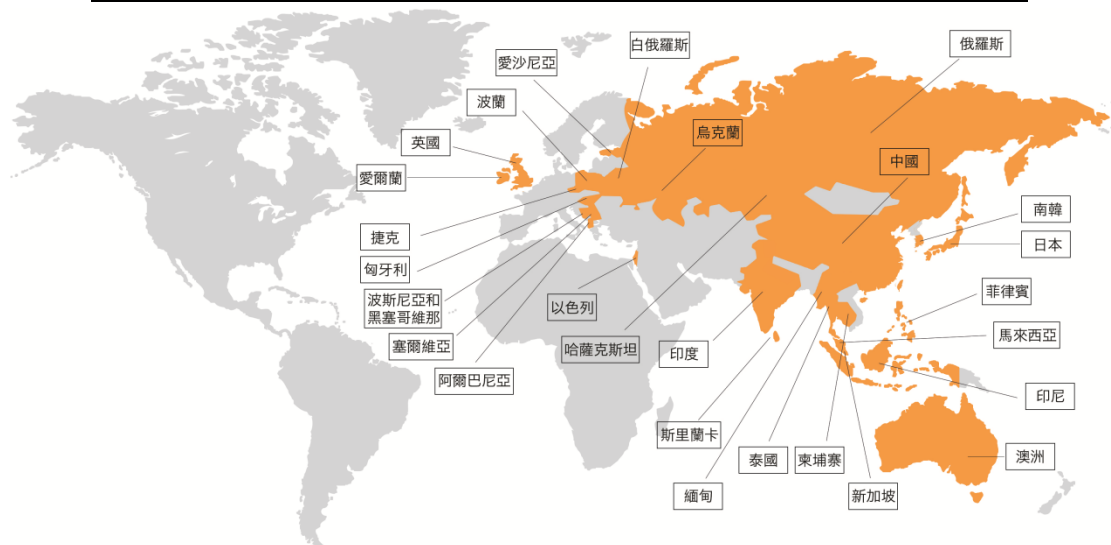 白俄羅斯
俄羅斯
愛沙尼亞
波蘭
烏克蘭
英國
中國
愛爾蘭
南韓
捷克
日本
匈牙利
菲律賓
波斯尼亞和
黑塞哥維那
以色列
馬來西亞
塞爾維亞
哈薩克斯坦
印度
阿爾巴尼亞
印尼
斯里蘭卡
泰國
柬埔寨
澳洲
緬甸
新加坡